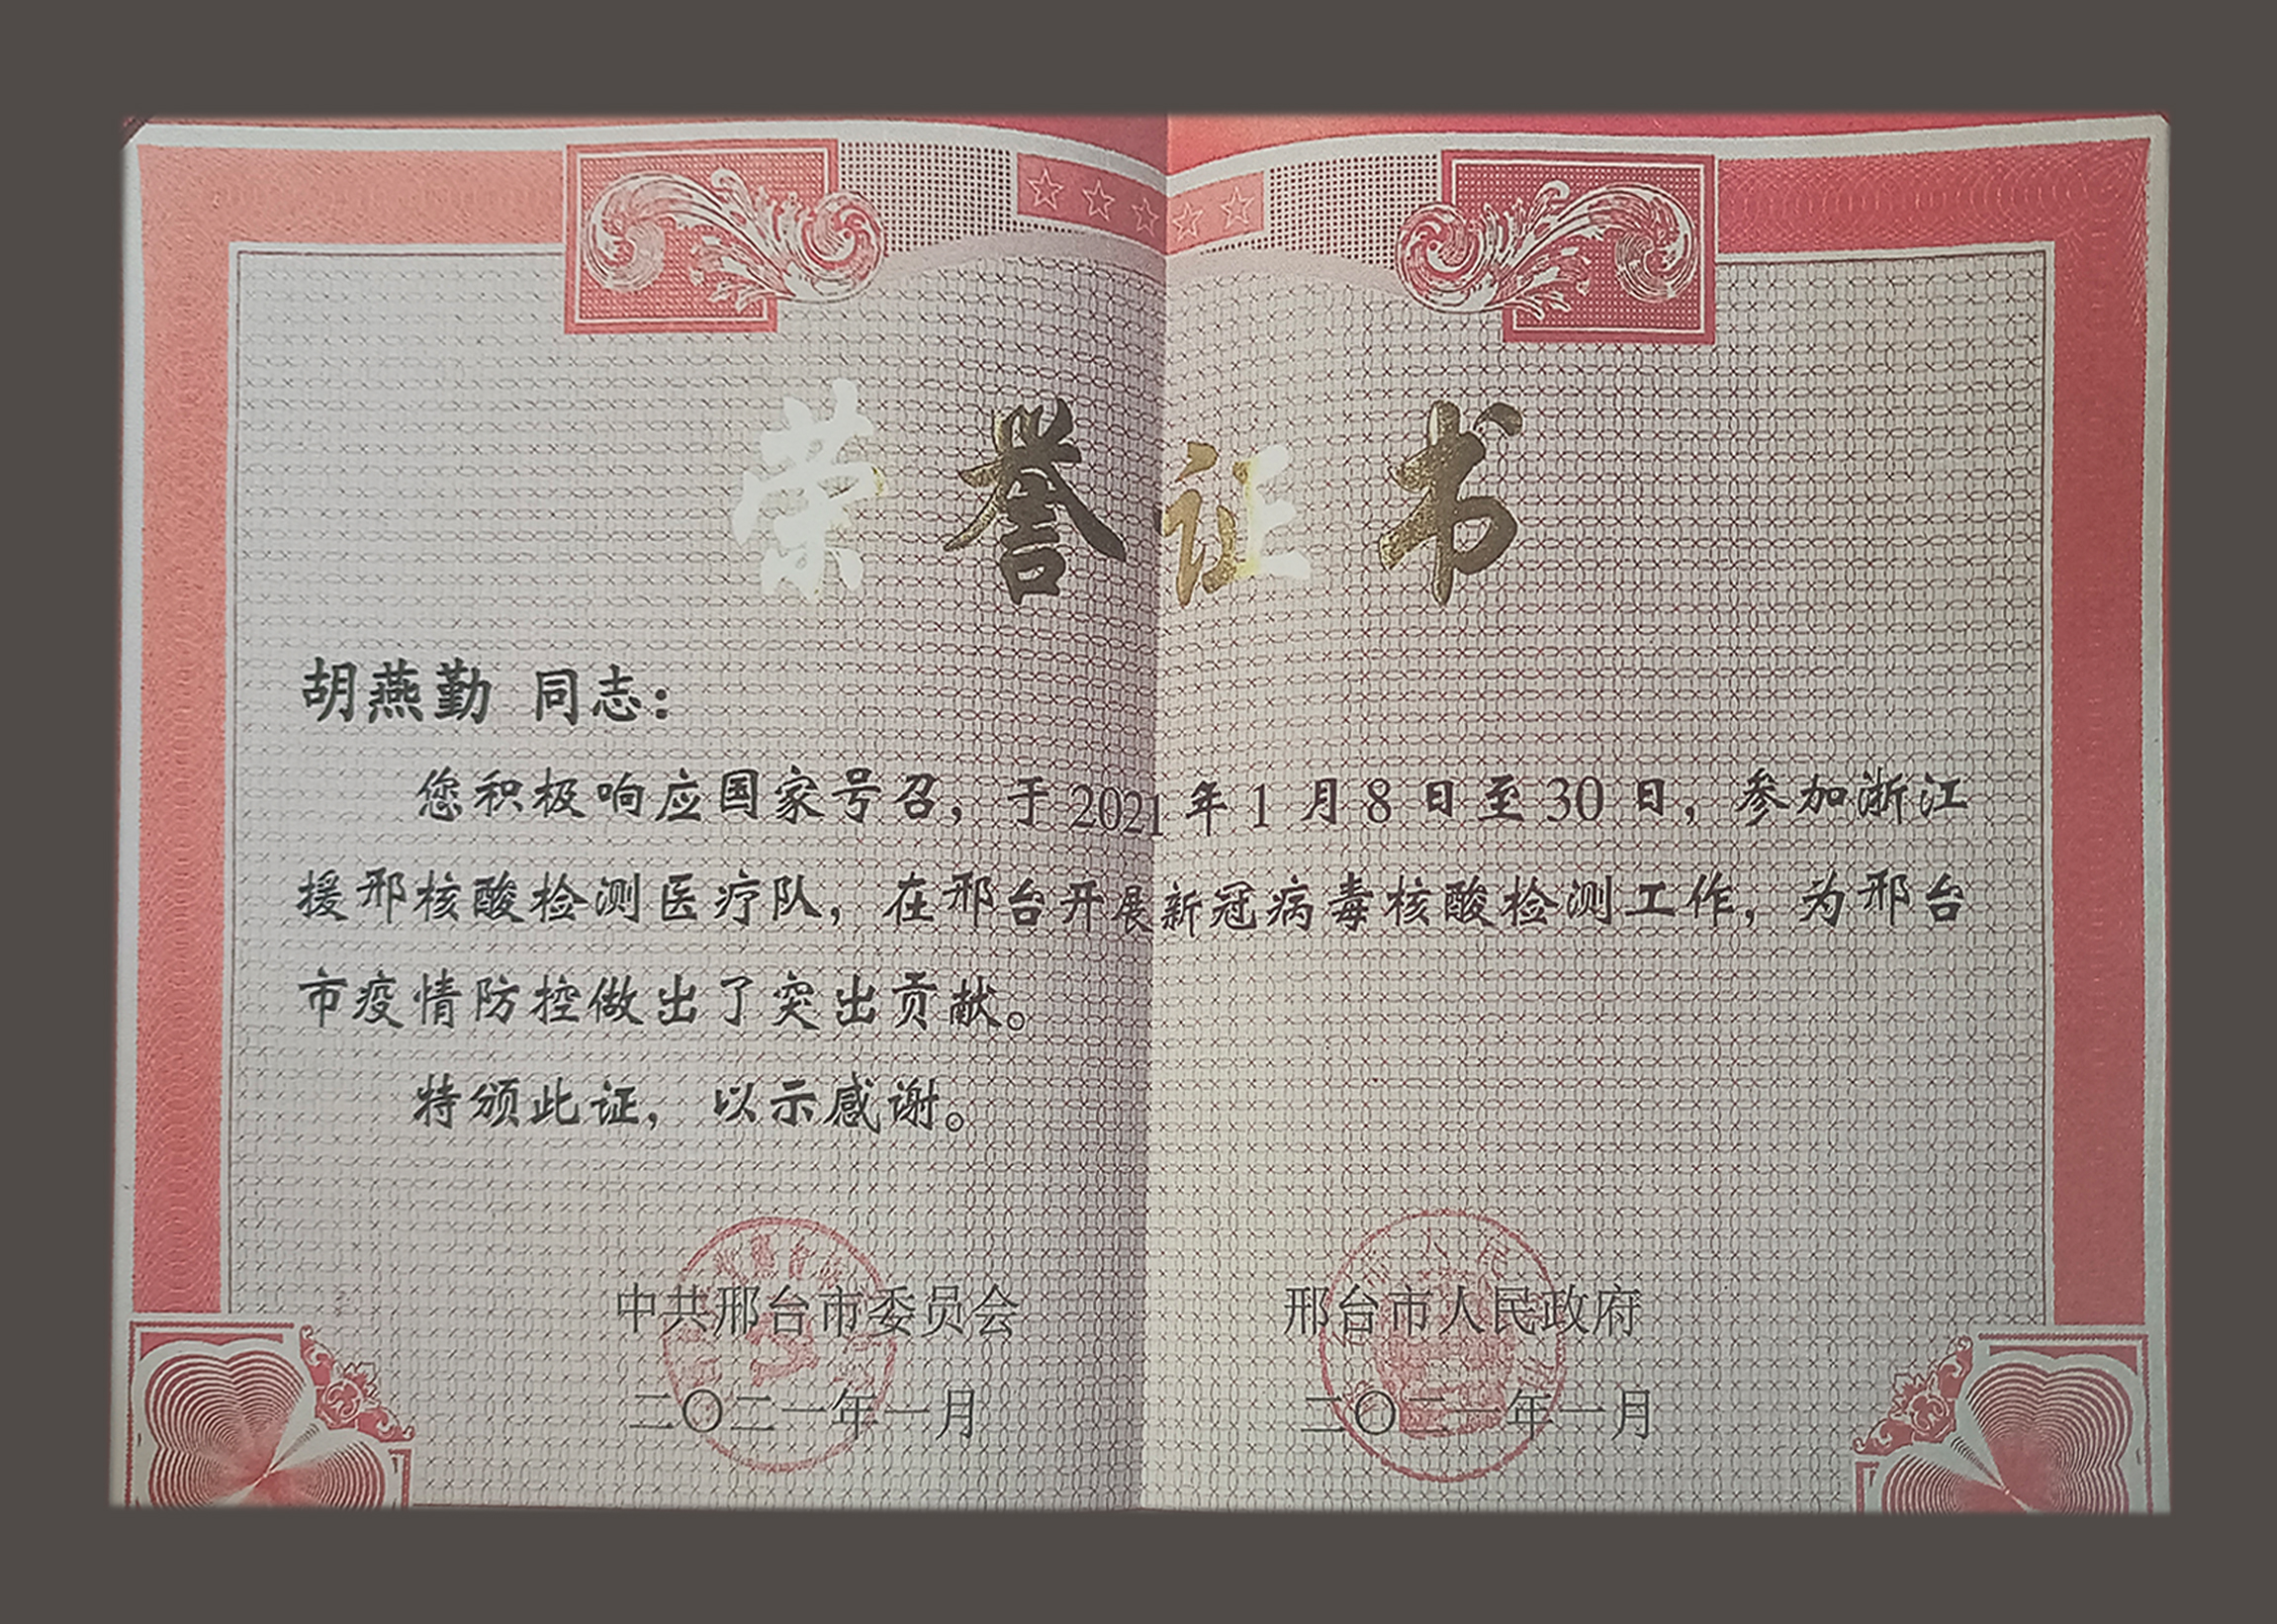 荣誉证书
胡燕勤 同志：
您积极响应国家号召，于2021年1月8日至30日，参加浙江
援邢核酸检测医疗队，在邢台开展新冠病毒核酸检测工作，为邢台
市疫情防控做出了突出贡献。
特颁此证，以示感谢。
中共邢台市委员会 邢台市人民政府
二〇二一年一月 二〇二一年一月